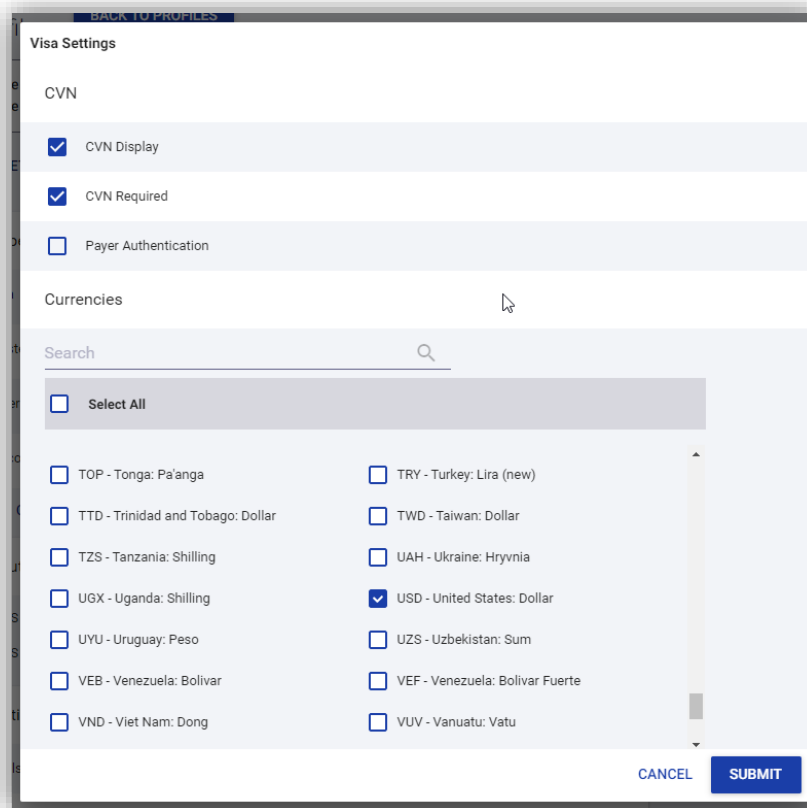 BACK TO PROFILES
Visa Settings
CVN
CVN Display
CVN Required
Payer Authentication
Currencies
Search
Select All
TOP - Tonga: Pa'anga TRY - Turkey: Lira (new)
TTD - Trinidad and Tobago: Dollar TWD - Taiwan: Dollar
TZS - Tanzania: Shilling UAH - Ukraine: Hryvnia
UGX - Uganda: Shilling USD - United States: Dollar
UYU - Uruguay: Peso UZS - Uzbekistan: Sum
VEB - Venezuela: Bolivar VEF - Venezuela: Bolivar Fuerte
VND - Viet Nam: Dong VUV - Vanuatu: Vatu
CANCEL SUBMIT